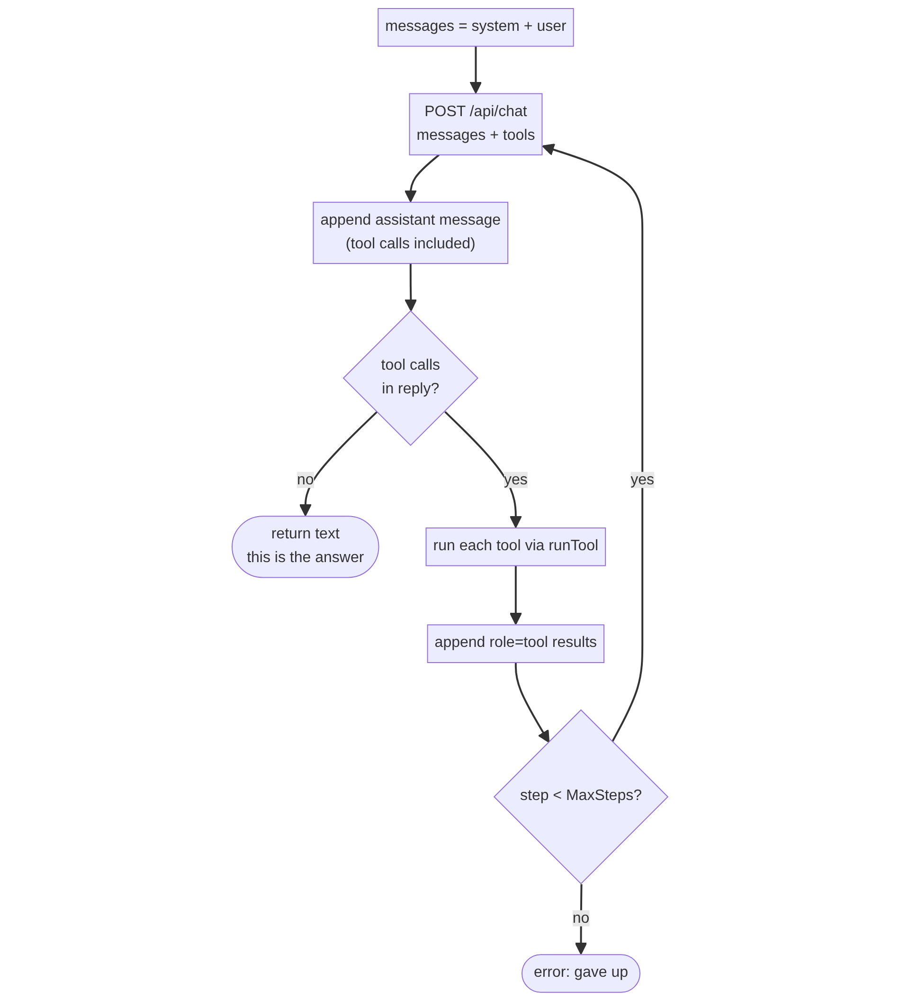 messages = system + user
POST /api/chat
messages + tools
append assistant message
(tool calls included)
tool calls
in reply?
no
yes
yes
return text
this is the answer
run each tool via runTool
append role=tool results
step < MaxSteps?
no
error: gave up